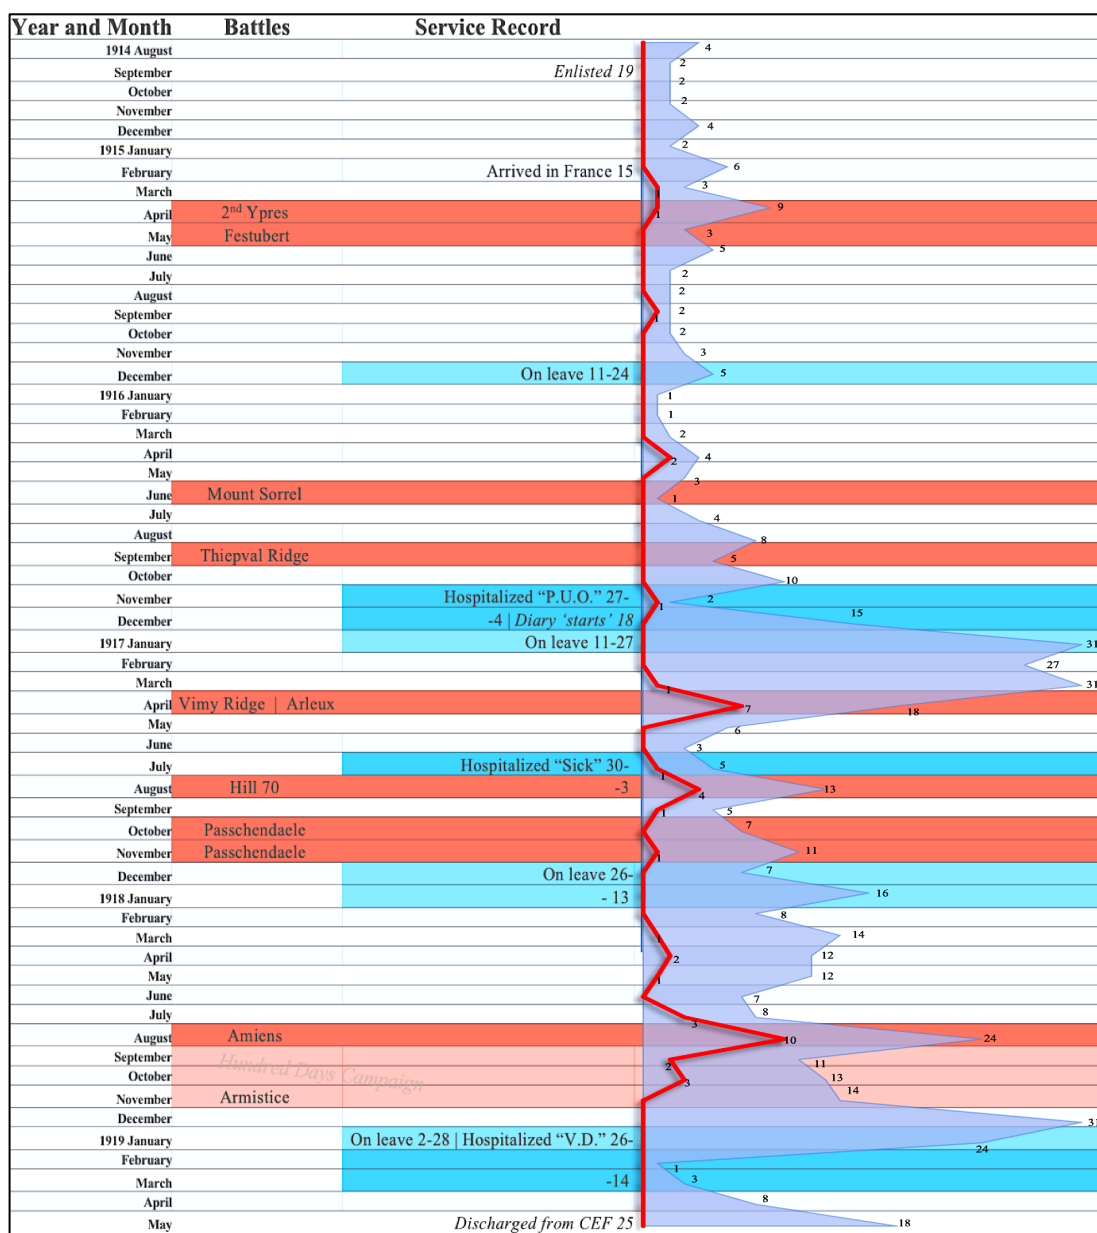 Year and Month Battles Service Record
1914 August 4
September Enlisted 19 2
October 2
November 2
December 4
1915 January 2
February Arrived in France 15 6
March 1 3
April 2nd Ypres 1 9
May Festubert 3
June 5
July 2
August 2
September 1 2
October 2
November 3
December On leave 11-24 5
1916 January 1
February 1
March 2
April 2 4
May 3
June Mount Sorrel 1
July 4
August 8
September Thiepval Ridge 5
October 10
November Hospitalized “P.U.O.” 27- 1 2
December -4 | Diary ‘starts’ 18 15
1917 January On leave 11-27 31
February 27
March 1 31
April Vimy Ridge | Arleux 7 18
May 6
June 3
July Hospitalized “Sick” 30- 1 5
August Hill 70 -3 4 13
September 1 5
October Passchendaele 7
November Passchendaele 1 11
December On leave 26- 7
1918 January - 13 16
February 8
March 1 14
April 2 12
May 1 12
June 7
July 3 8
August Amiens 10 24
September 2 11
Hundred Days Campaign
October 3 13
November Armistice 14
December 31
1919 January On leave 2-28 | Hospitalized “V.D.” 26- 24
February 1
March -14 3
April 8
May Discharged from CEF 25 18